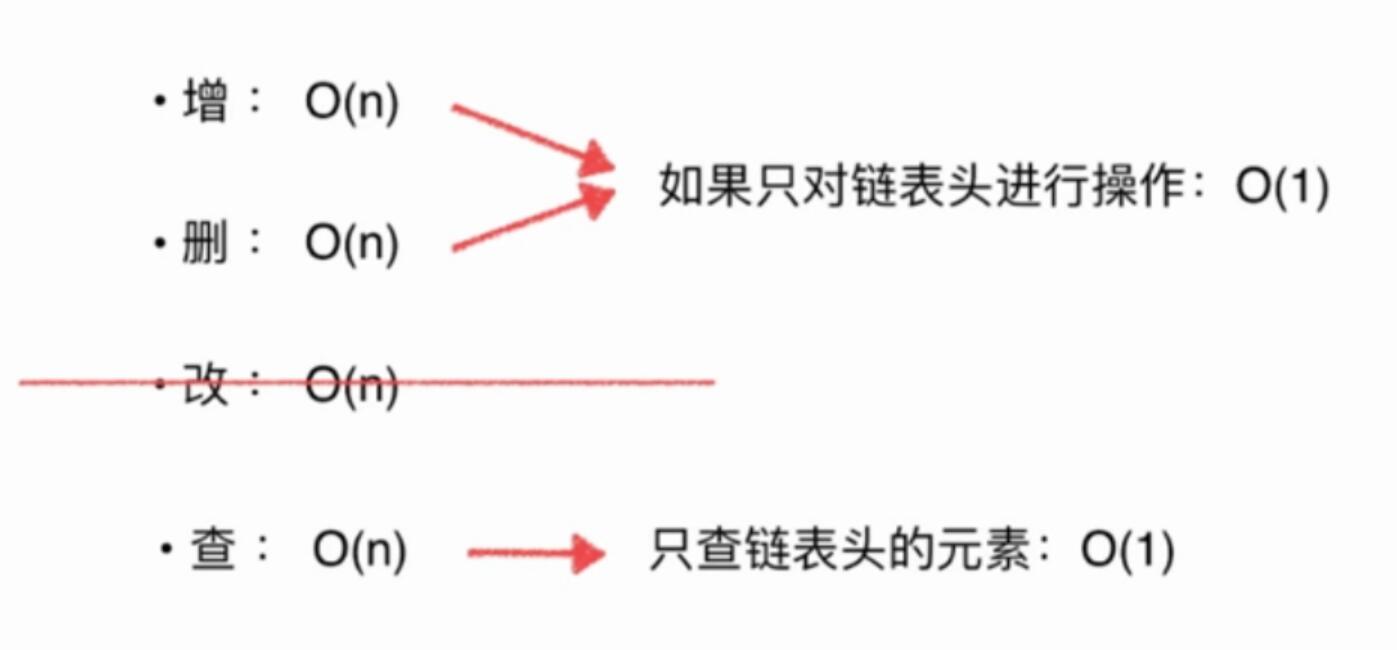 • 增： O(n)
如果只对链表头进行操作：O(1)
• 删： O(n)
• 改： O(n)
• 查： O(n) 只查链表头的元素：O(1)